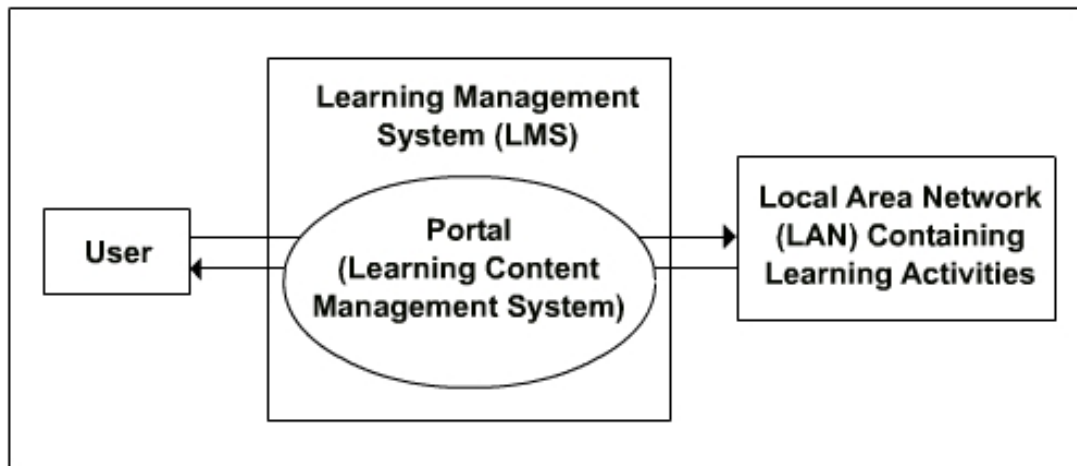 Learning Management
System (LMS)
User
Portal
(Learning Content
Management System)
Local Area Network
(LAN) Containing
Learning Activities